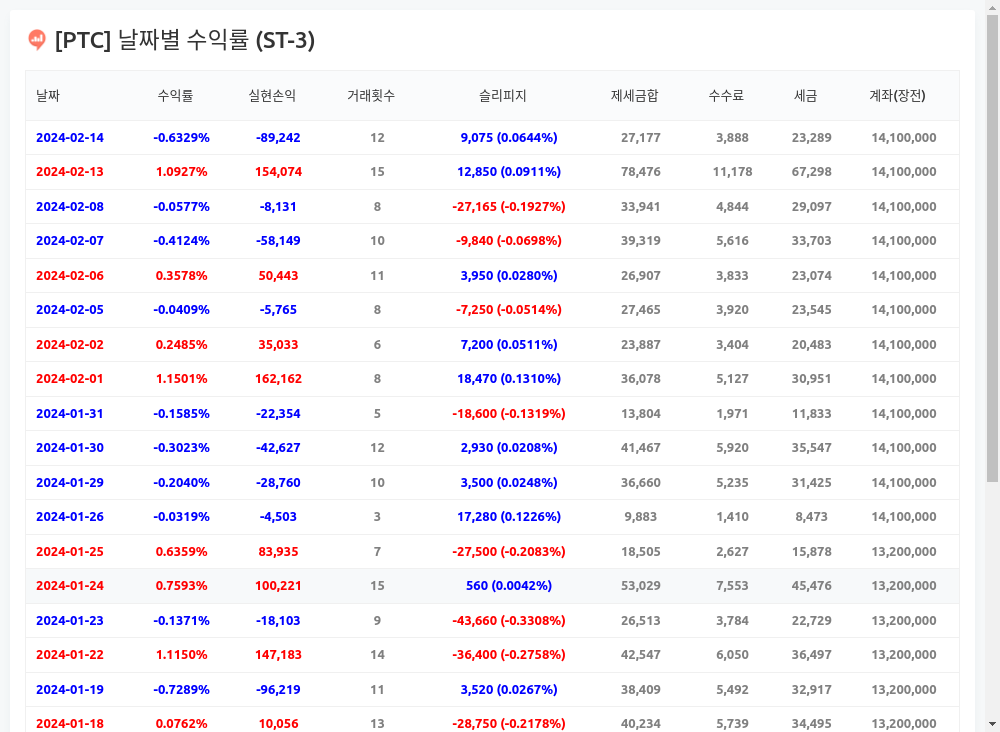 [PTC] 날짜별 수익률 (ST-3)
날짜 수익률 실현손익 거래횟수 슬리피지 제세금합 수수료 세금 계좌(장전)
2024-02-14 -0.6329% -89,242 12 9,075 (0.0644%) 27,177 3,888 23,289 14,100,000
2024-02-13 1.0927% 154,074 15 12,850 (0.0911%) 78,476 11,178 67,298 14,100,000
2024-02-08 -0.0577% -8,131 8 -27,165 (-0.1927%) 33,941 4,844 29,097 14,100,000
2024-02-07 -0.4124% -58,149 10 -9,840 (-0.0698%) 39,319 5,616 33,703 14,100,000
2024-02-06 0.3578% 50,443 11 3,950 (0.0280%) 26,907 3,833 23,074 14,100,000
2024-02-05 -0.0409% -5,765 8 -7,250 (-0.0514%) 27,465 3,920 23,545 14,100,000
2024-02-02 0.2485% 35,033 6 7,200 (0.0511%) 23,887 3,404 20,483 14,100,000
2024-02-01 1.1501% 162,162 8 18,470 (0.1310%) 36,078 5,127 30,951 14,100,000
2024-01-31 -0.1585% -22,354 5 -18,600 (-0.1319%) 13,804 1,971 11,833 14,100,000
2024-01-30 -0.3023% -42,627 12 2,930 (0.0208%) 41,467 5,920 35,547 14,100,000
2024-01-29 -0.2040% -28,760 10 3,500 (0.0248%) 36,660 5,235 31,425 14,100,000
2024-01-26 -0.0319% -4,503 3 17,280 (0.1226%) 9,883 1,410 8,473 14,100,000
2024-01-25 0.6359% 83,935 7 -27,500 (-0.2083%) 18,505 2,627 15,878 13,200,000
2024-01-24 0.7593% 100,221 15 560 (0.0042%) 53,029 7,553 45,476 13,200,000
2024-01-23 -0.1371% -18,103 9 -43,660 (-0.3308%) 26,513 3,784 22,729 13,200,000
2024-01-22 1.1150% 147,183 14 -36,400 (-0.2758%) 42,547 6,050 36,497 13,200,000
2024-01-19 -0.7289% -96,219 11 3,520 (0.0267%) 38,409 5,492 32,917 13,200,000
2024-01-18 0.0762% 10,056 13 -28,750 (-0.2178%) 40,234 5,739 34,495 13,200,000